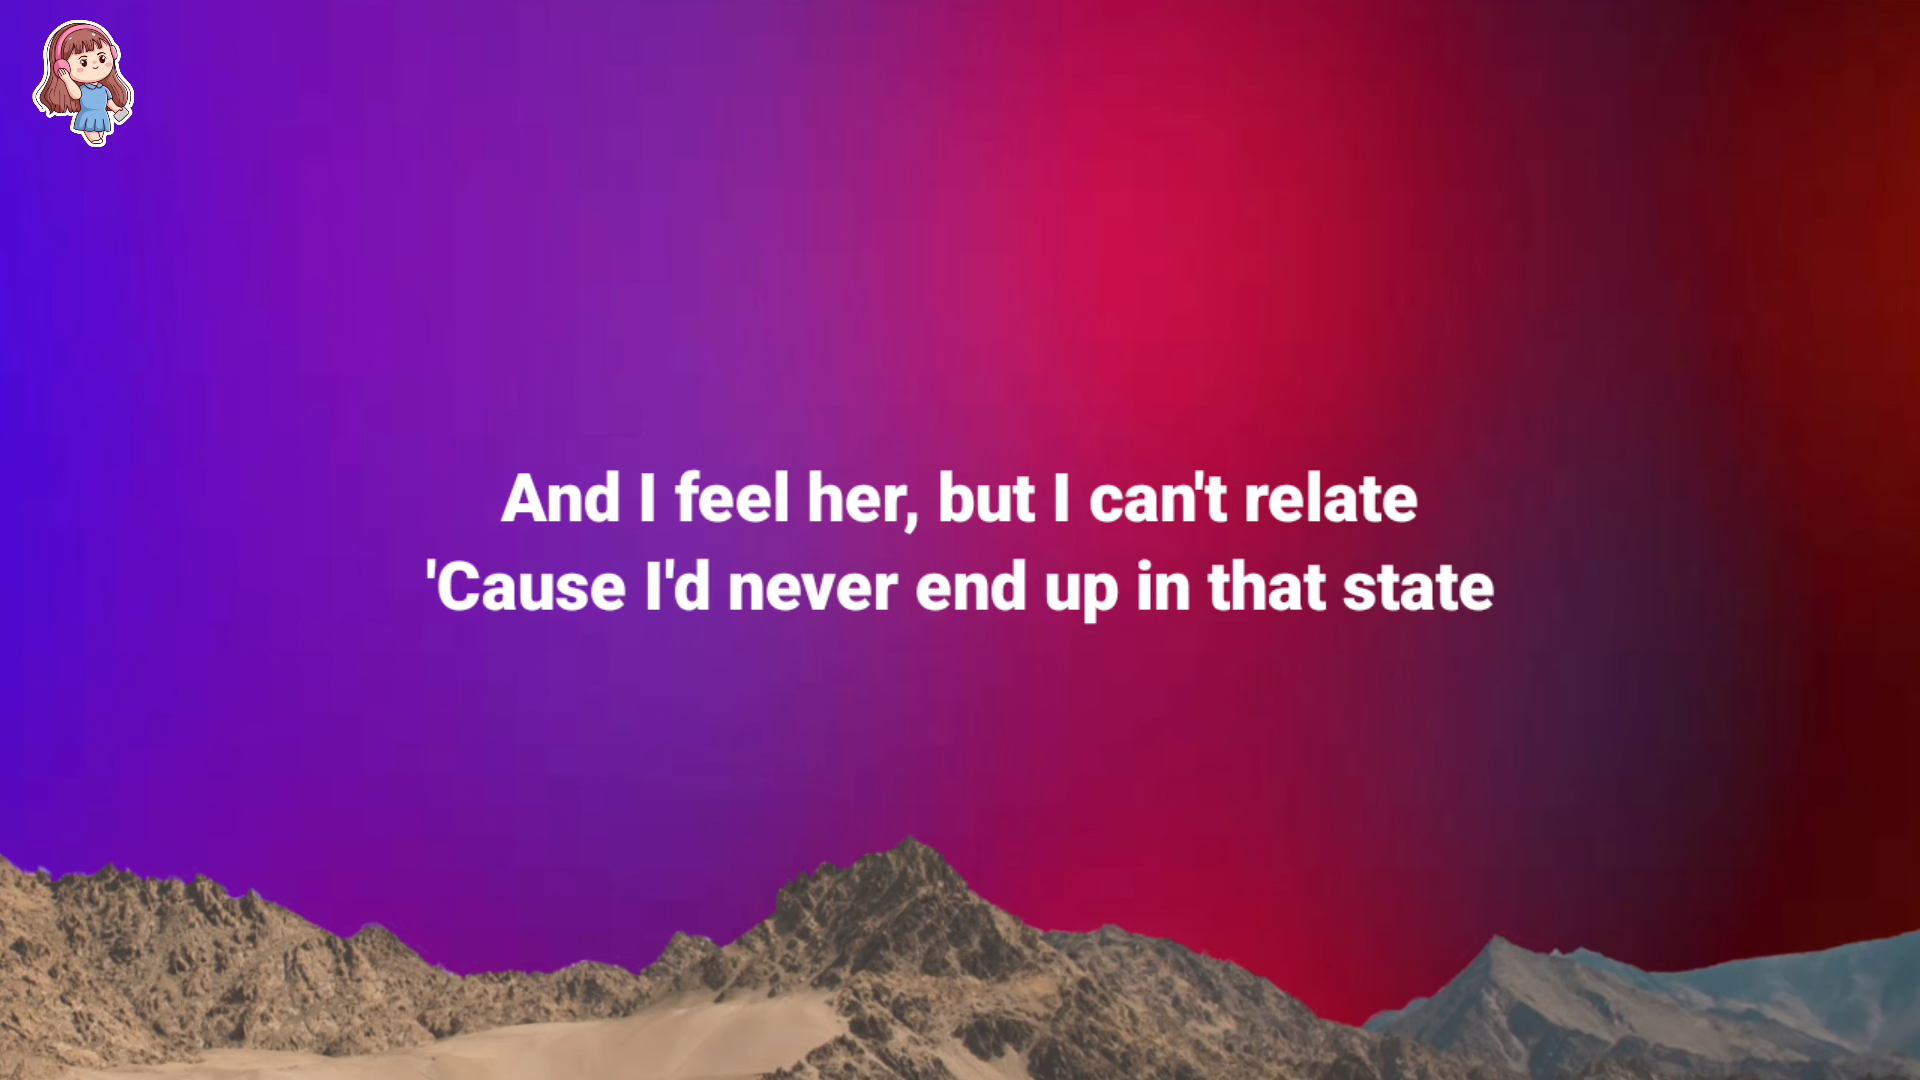 And I feel her, but I can't relate
'Cause I'd never end up in that state